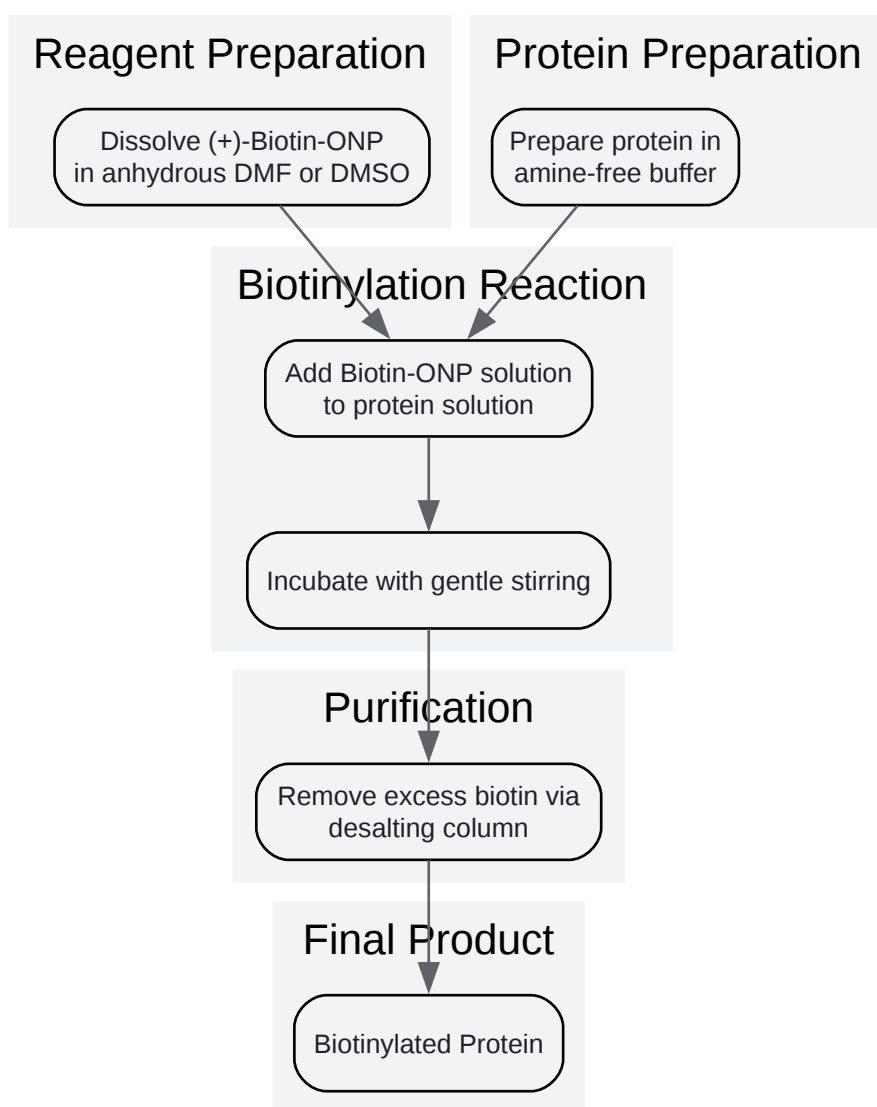 Reagent Preparation
Dissolve (+)-Biotin-ONP
in anhydrous DMF or DMSO
Protein Preparation
Prepare protein in
amine-free buffer
Biotinylation Reaction
Add Biotin-ONP solution
to protein solution
Incubate with gentle stirring
Purification
Remove excess biotin via
desalting column
Final Product
Biotinylated Protein